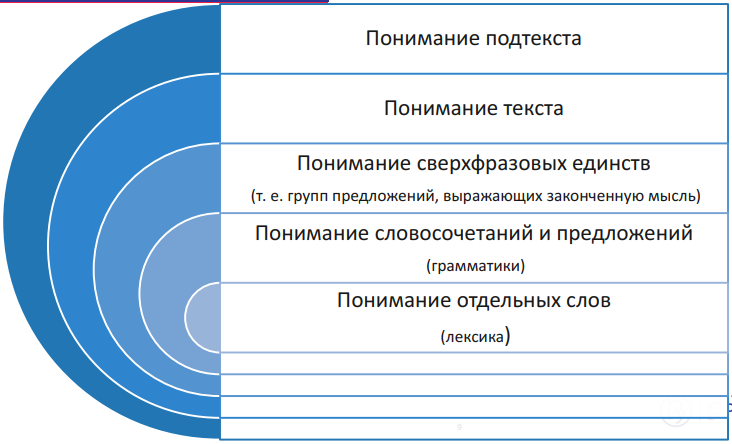 Понимание подтекста
Понимание текста
Понимание сверхфразовых единств
(т. е. групп предложений, выражающих законченную мысль)
Понимание словосочетаний и предложений
(грамматики)
Понимание отдельных слов
(лексика)